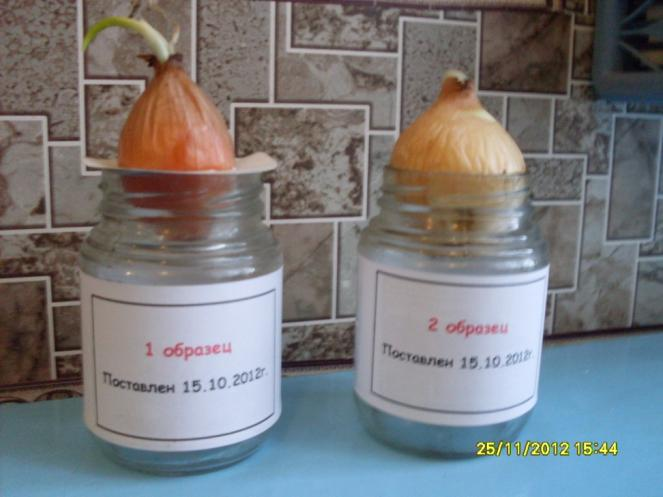 1 образец
Поставлен 15.10.2012г.
2 образец
Поставлен 15.10.2012г.
25/11/2012 15:44